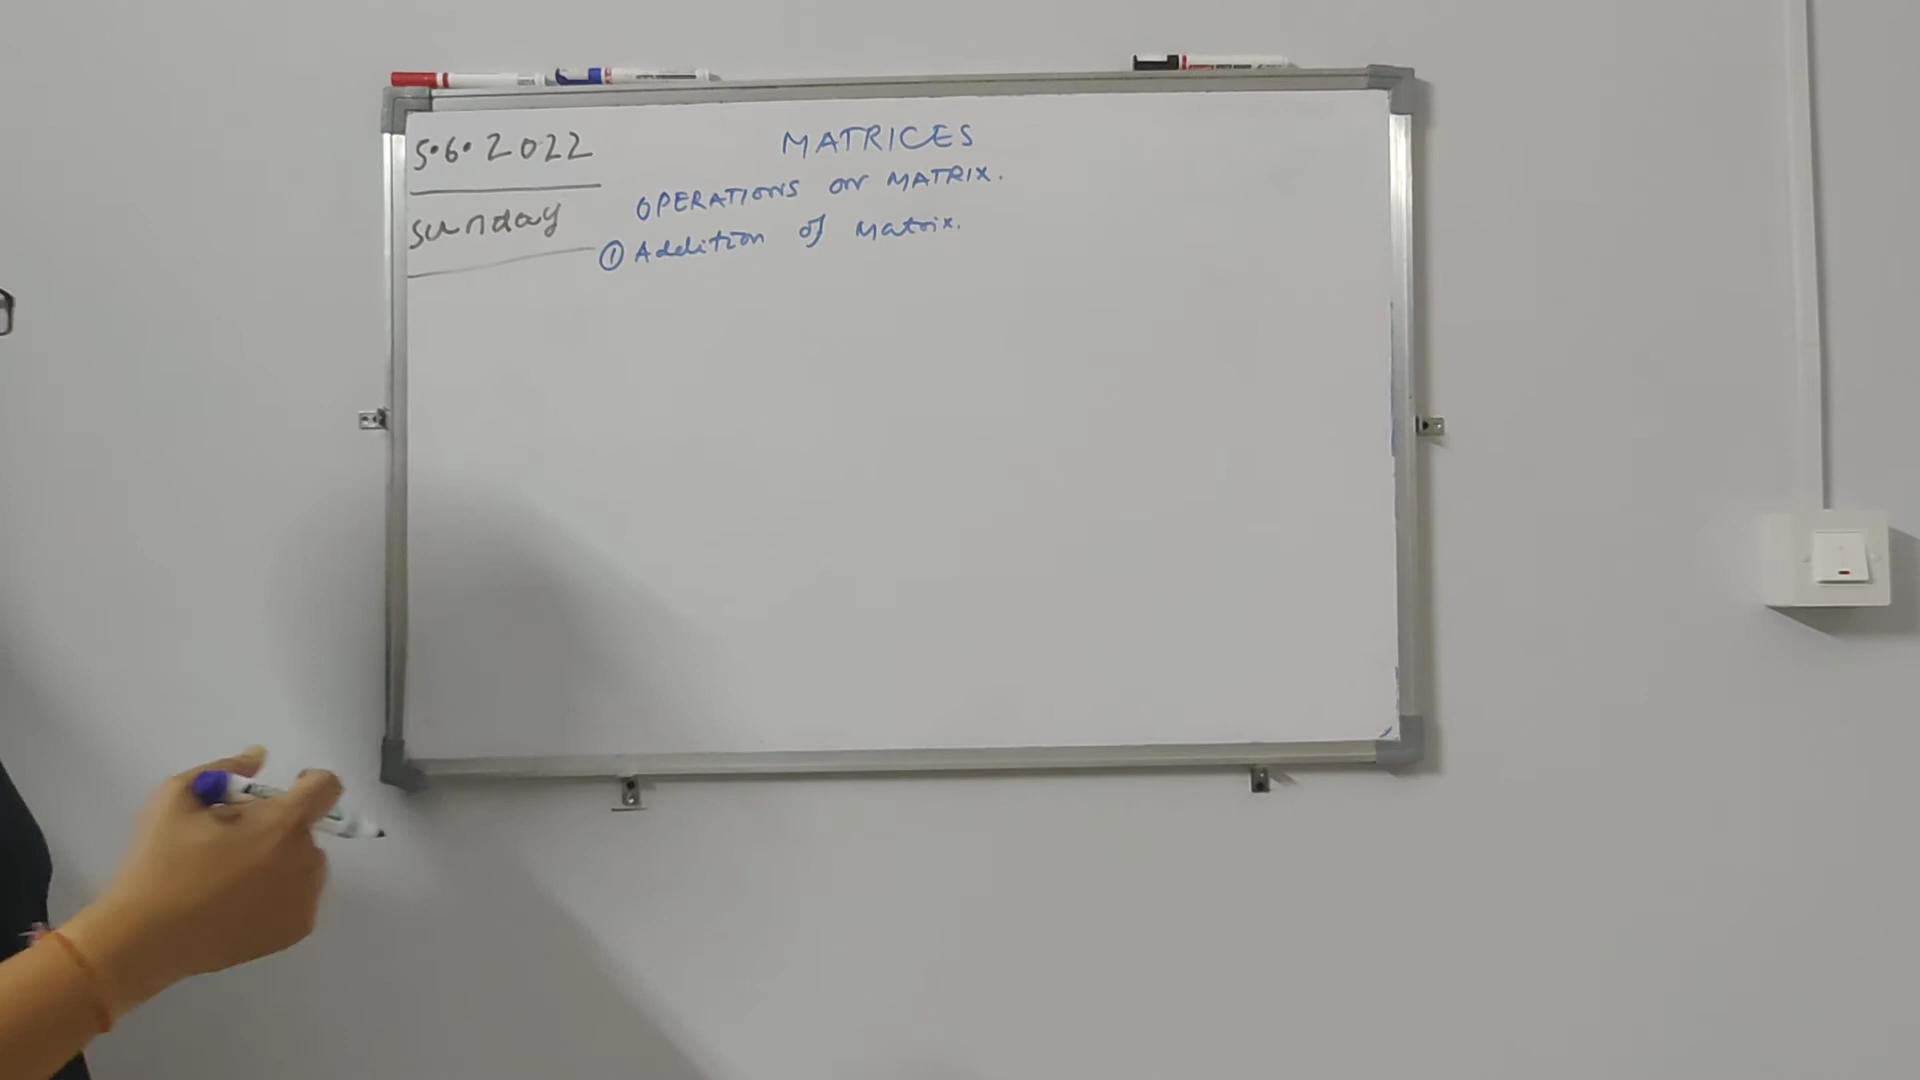 5.6.2022
Sunday
MATRICES
OPERATIONS ON MATRIX.
① Addition of Matrix.